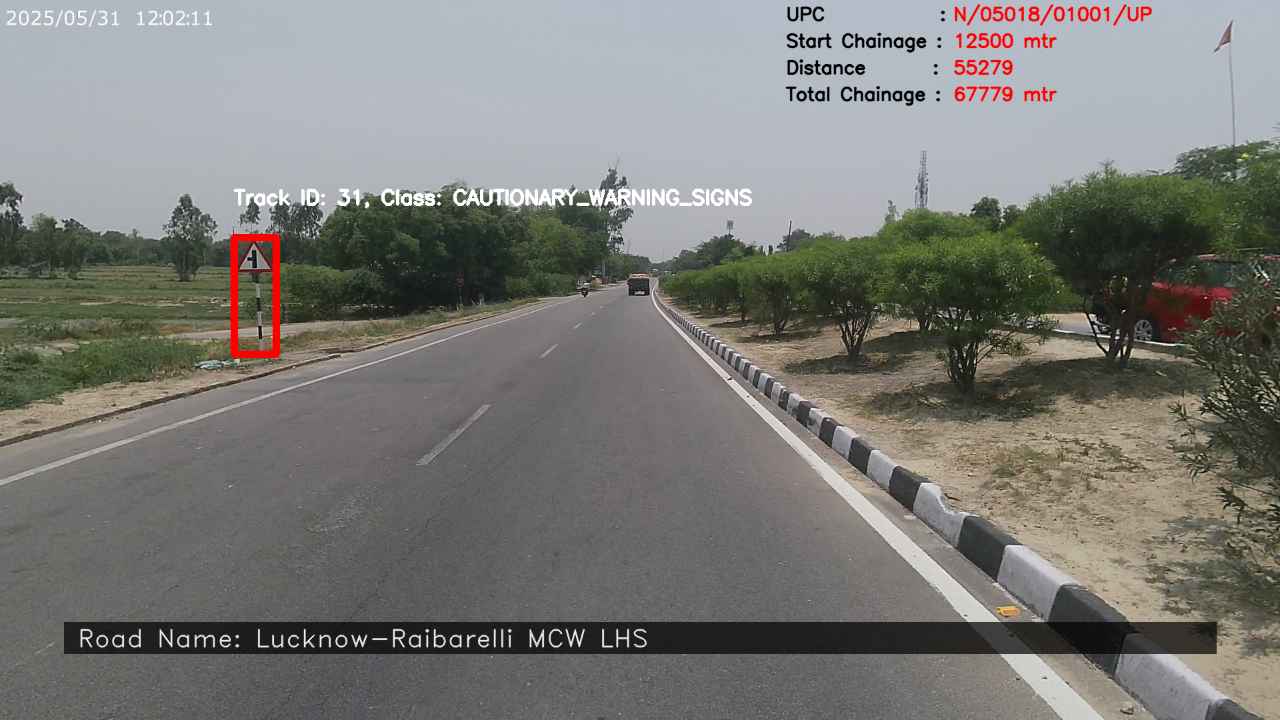 2025/05/31 12:02:11
UPC : N/05018/01001/UP
Start Chainage : 12500 mtr
Distance : 55279
Total Chainage : 67779 mtr
Track ID: 31, Class: CAUTIONARY_WARNING_SIGNS
Road Name: Lucknow-Raibarelli MCW LHS